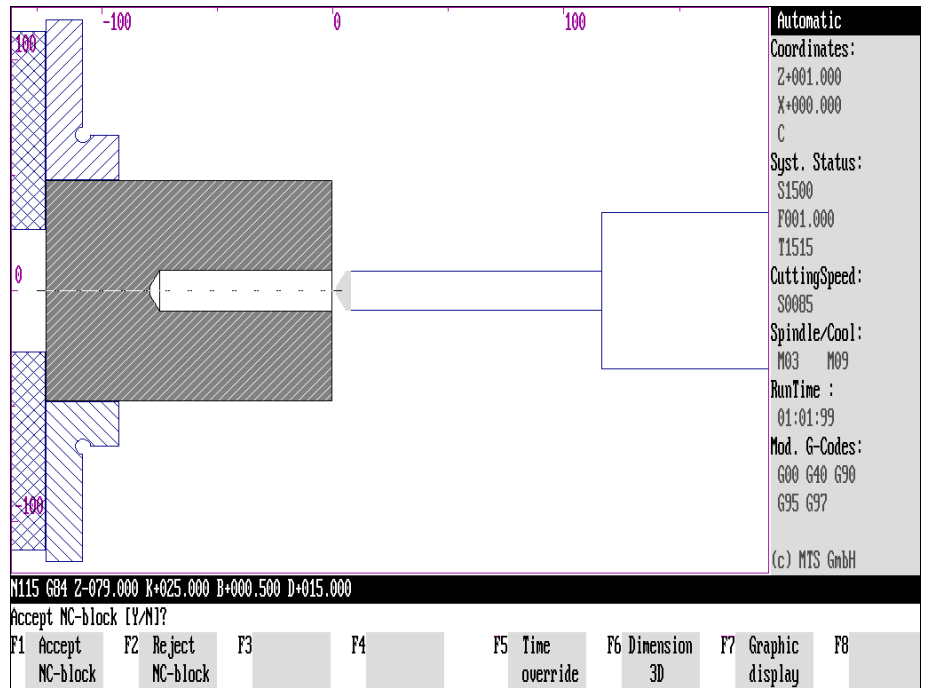 -100 0 100
100
0
-100
Automatic
Coordinates:
Z+001.000
X+000.000
C
Syst. Status:
S1500
F001.000
T1515
CuttingSpeed:
S0085
Spindle/Cool:
M03 M09
RunTime :
01:01:99
Mod. G-Codes:
G00 G40 G90
G95 G97
(c) MTS GmbH
N115 G84 Z-079.000 K+025.000 B+000.500 D+015.000
Accept NC-block [Y/N]?
F1 Accept F2 Reject F3 F4 F5 Time F6 Dimension F7 Graphic F8
NC-block NC-block override 3D display